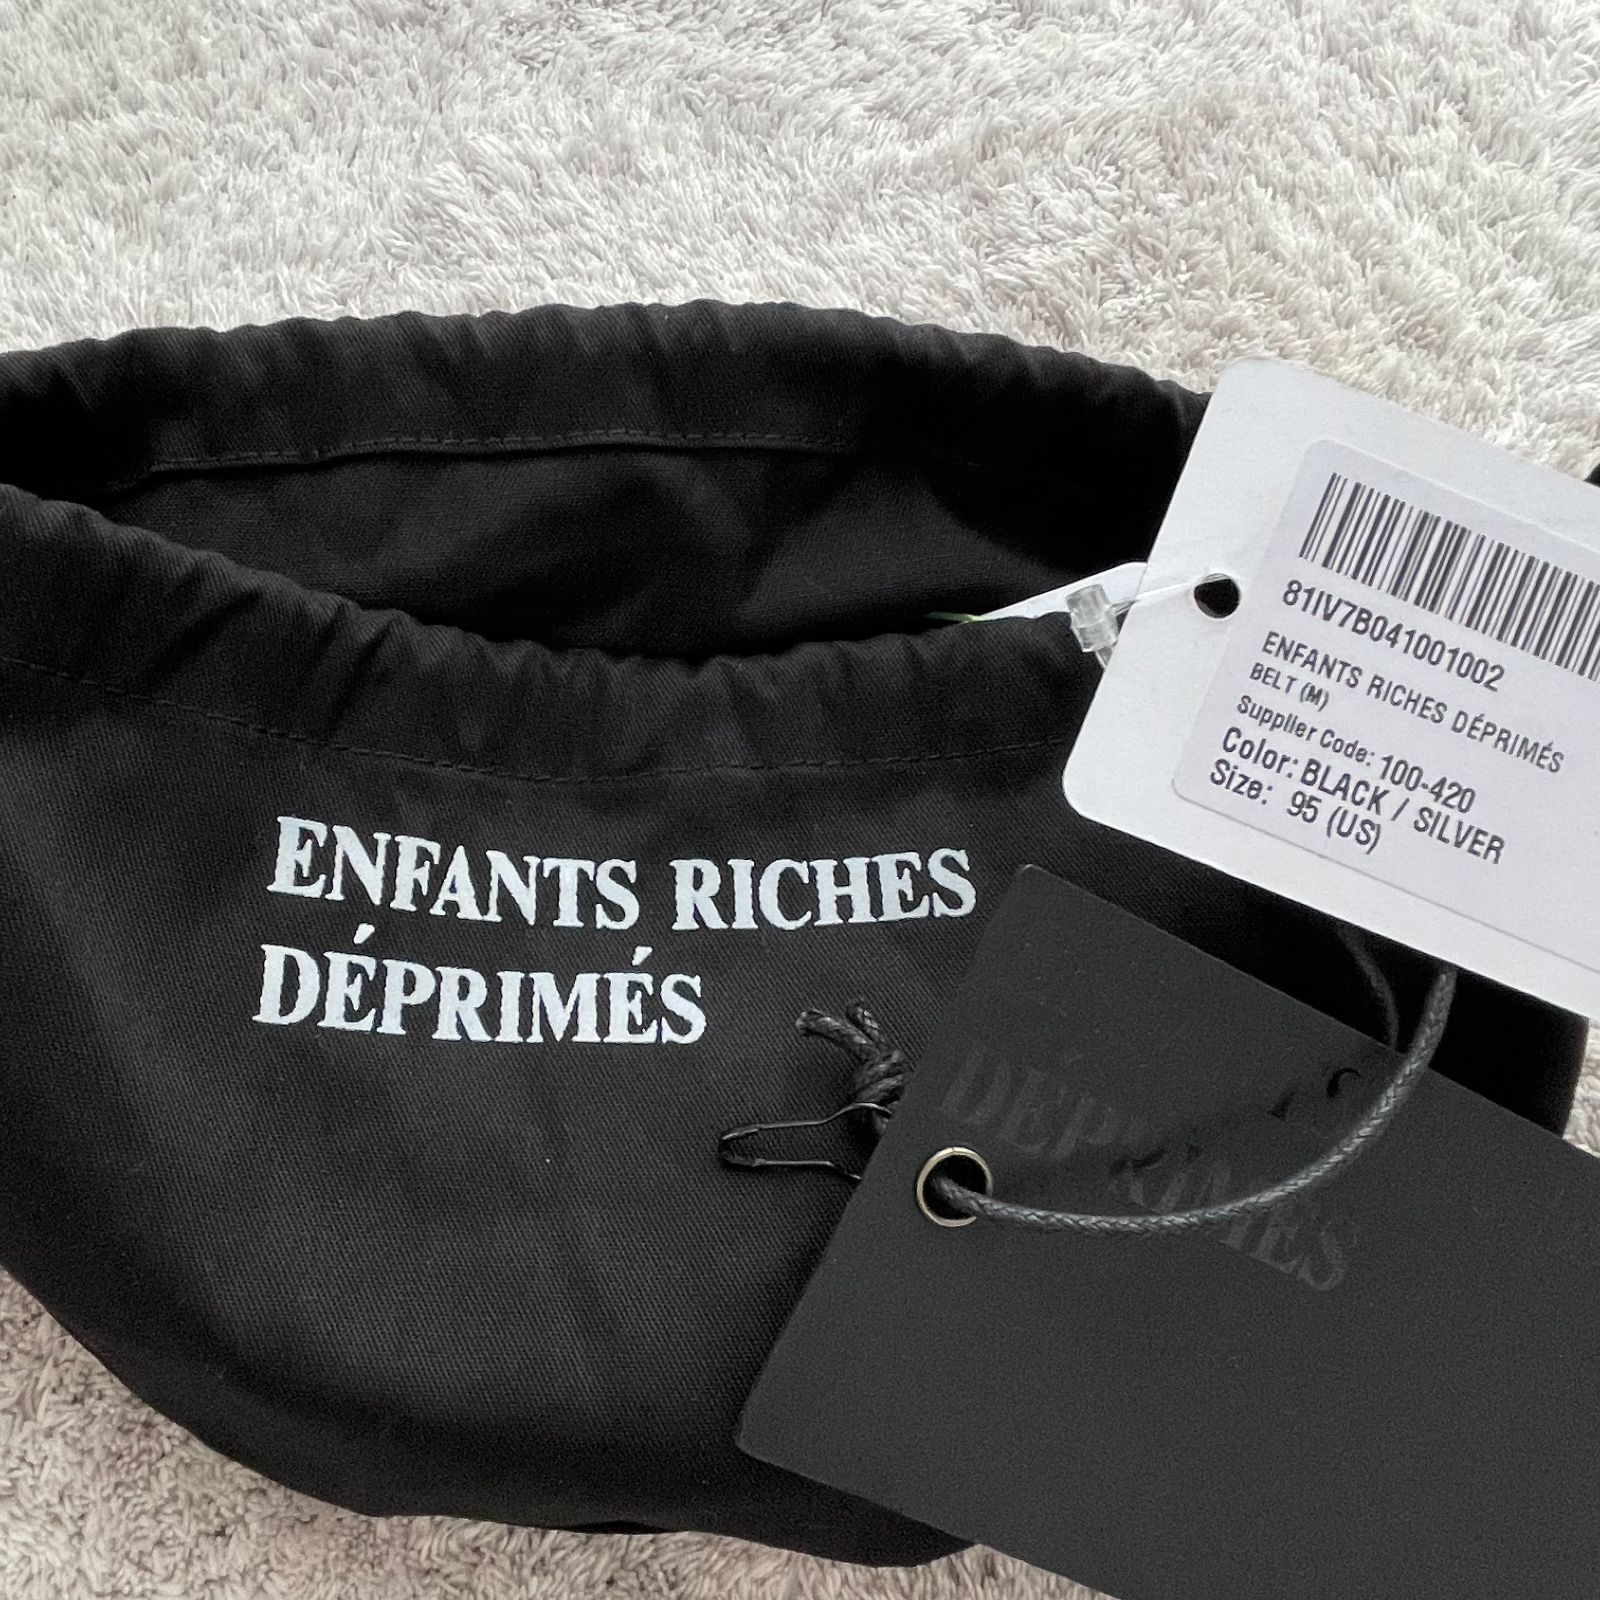 ENFANTS RICHES
DÉPRIMÉS
81IV7B041001002
ENFANTS RICHES DÉPRIMÉS
BELT (M)
Supplier Code: 100-420
Color: BLACK / SILVER
Size: 95 (US)
DÉPRIMÉS